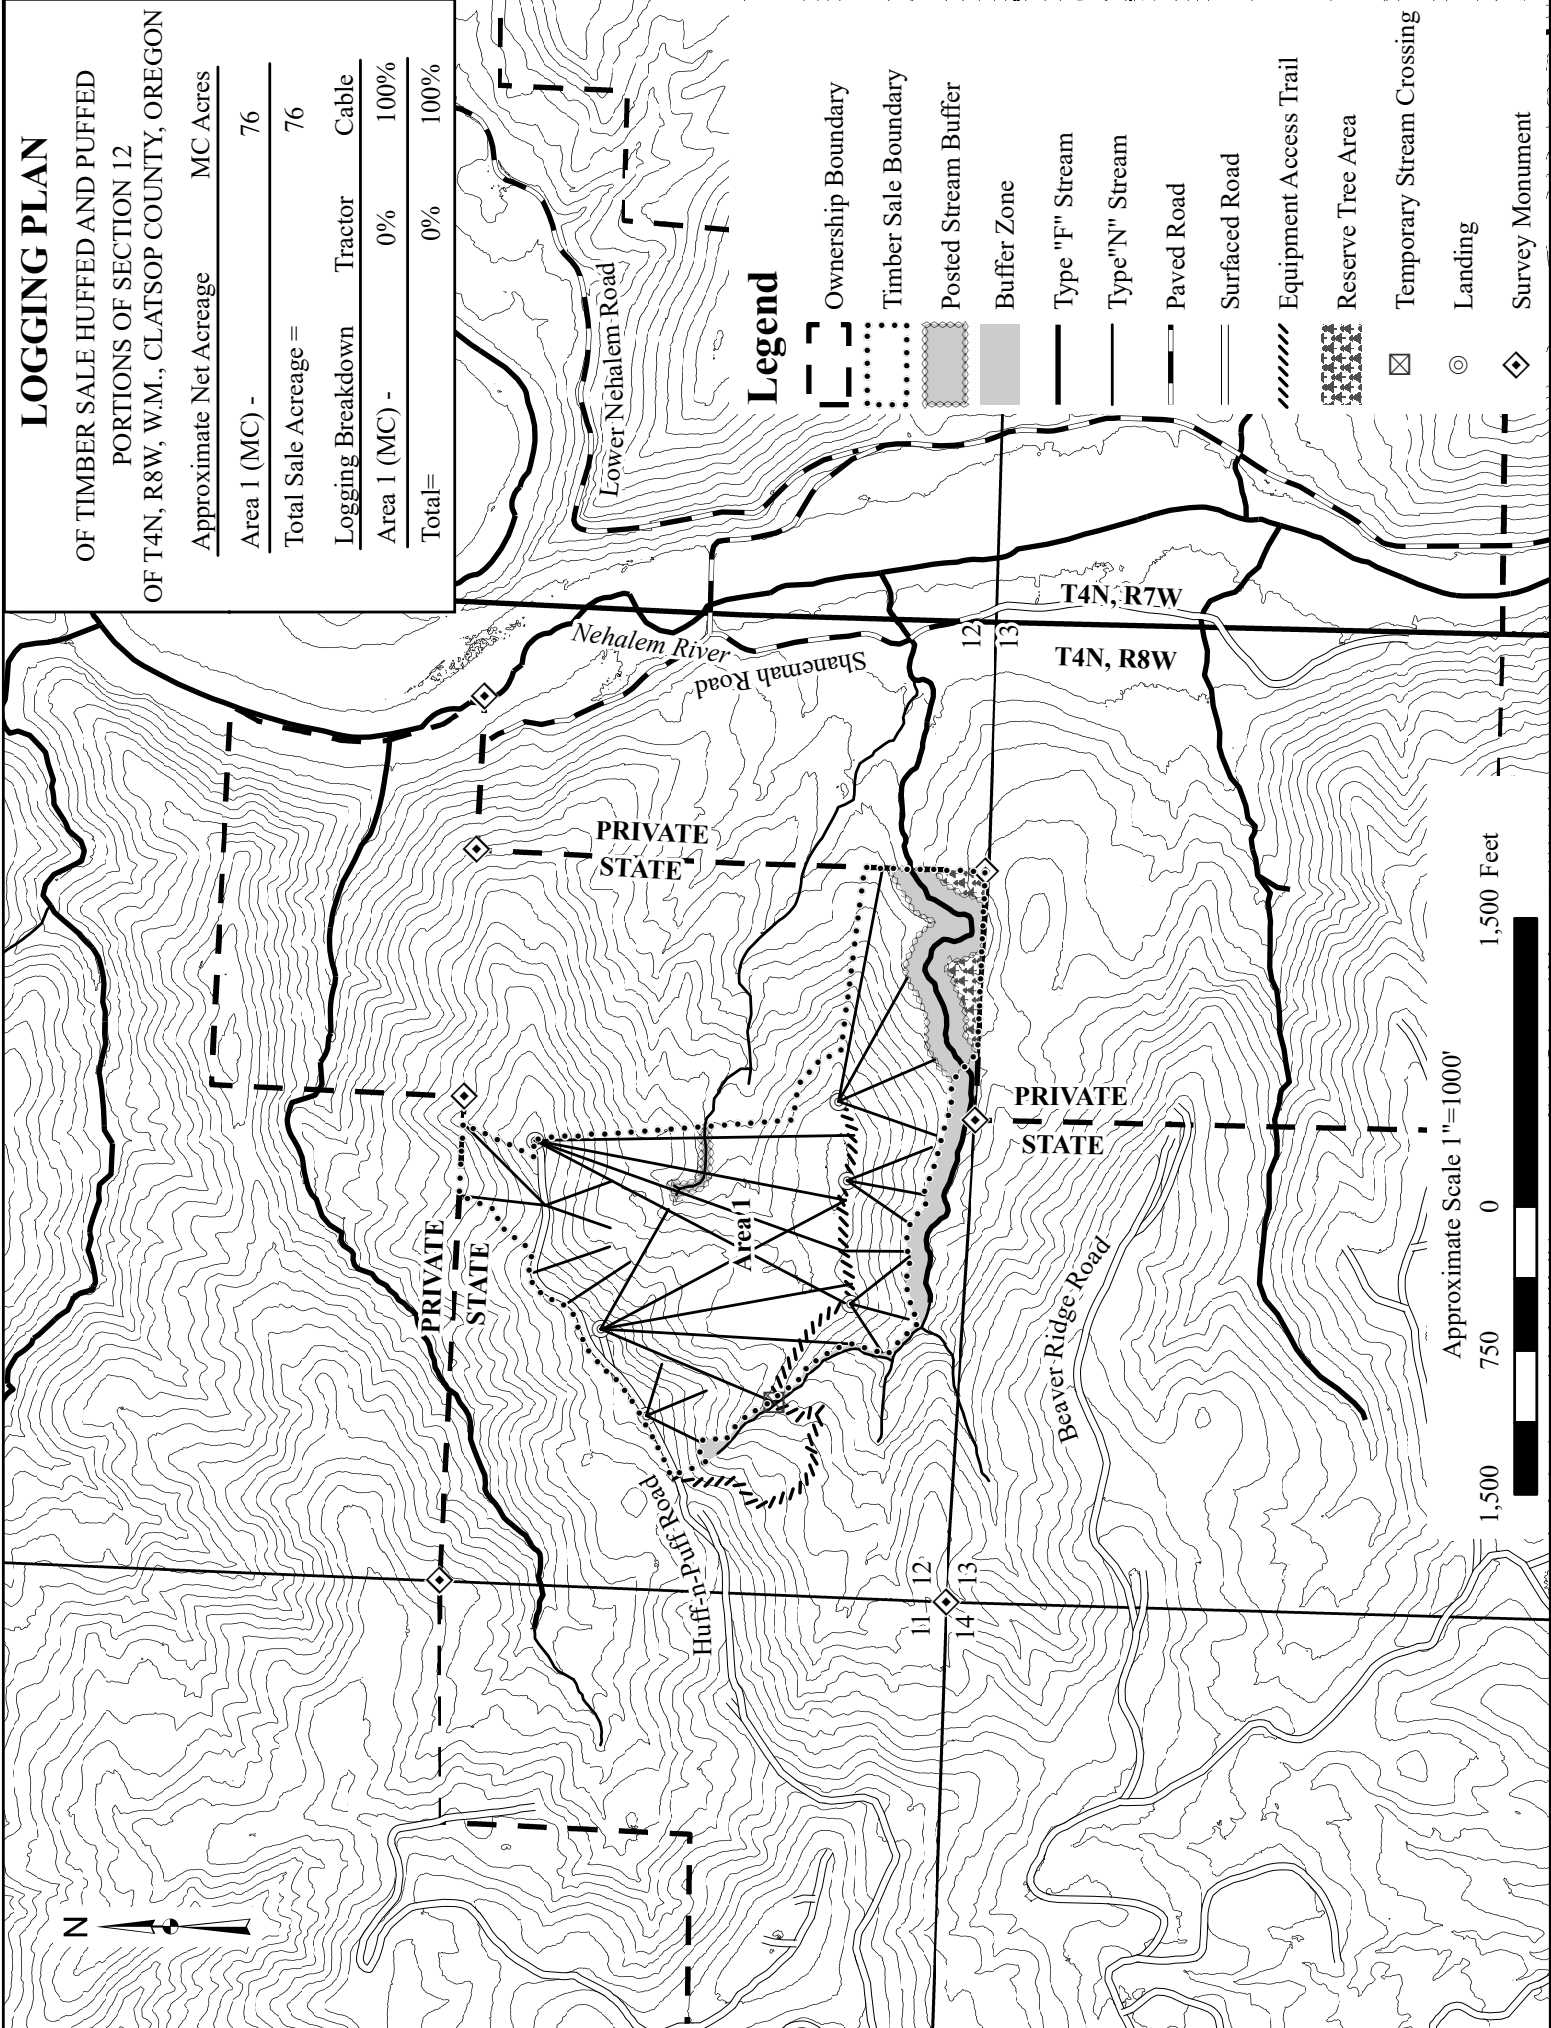 LOGGING PLAN
OF TIMBER SALE HUFFED AND PUFFED
PORTIONS OF SECTION 12
OF T4N, R8W, W.M., CLATSOP COUNTY, OREGON
Approximate Net Acreage MC Acres
Area 1 (MC) - 76
Total Sale Acreage = 76
Logging Breakdown Tractor Cable
Area 1 (MC) - 0% 100%
Total= 0% 100%
Legend
Ownership Boundary
Timber Sale Boundary
Posted Stream Buffer
Buffer Zone
Type "F" Stream
Type"N" Stream
Paved Road
Surfaced Road
Equipment Access Trail
Reserve Tree Area
Temporary Stream Crossing
Landing
Survey Monument
N
Lower Nehalem Road
Nehalem River
Shanemah
Road
T4N, R7W
T4N, R8W
12
13
PRIVATE
STATE
PRIVATE
STATE
PRIVATE
STATE
Area 1
Huff-n-Puff Road
Beaver Ridge Road
11 12
14 13
Approximate Scale 1"=1000'
1,500 750 0 1,500 Feet